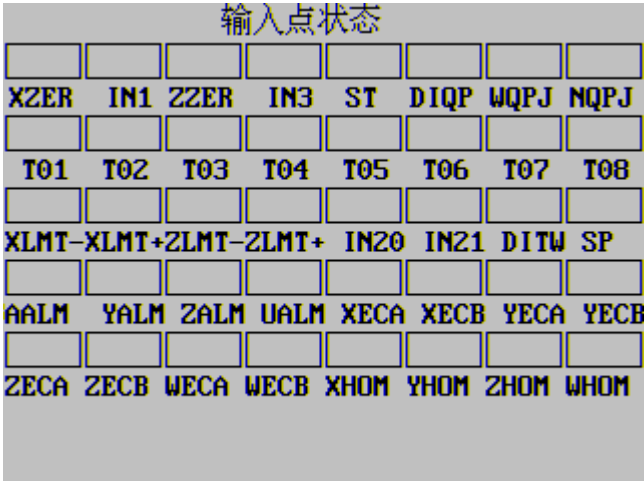 输入点状态
XZER IN1 ZZER IN3 ST DIQP WQPJ NQPJ
T01 T02 T03 T04 T05 T06 T07 T08
XLMT- XLMT+ ZLMT- ZLMT+ IN20 IN21 DITW SP
AALM YALM ZALM UALM XECA XECB YECA YECB
ZECA ZECB WECA WECB XHOM YHOM ZHOM WHOM